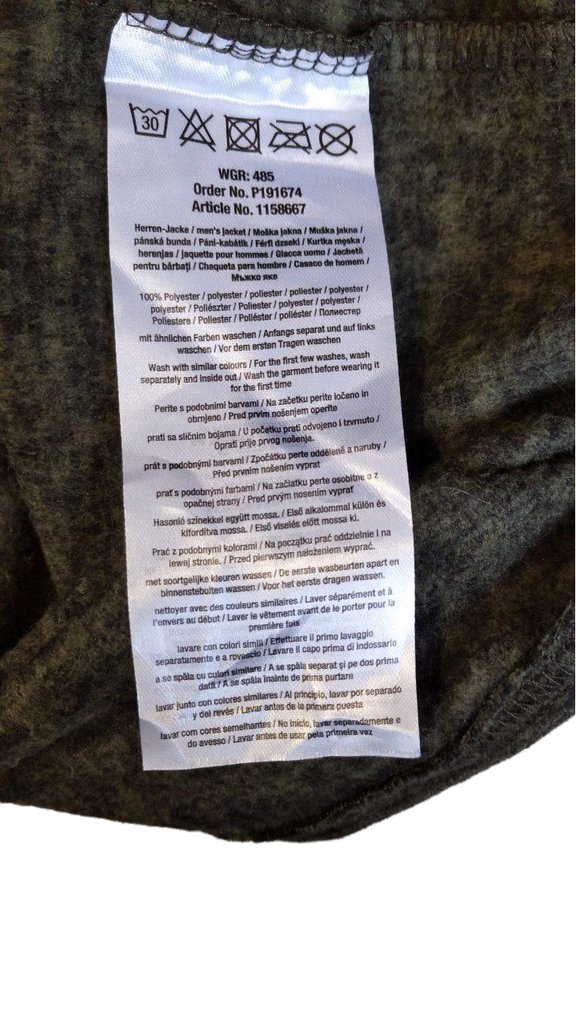 30
WGR: 485
Order No. P191674
Article No. 1158667
Herren-Jacke / men's jacket / Moška jakna / Muška jakna /
pánská bunda / Páni-kabátik / Férfi dzseki / Kurtka męska /
herenjas / jaquette pour hommes / Giacca uomo / Jachetă
pentru bărbaţi / Chaqueta para hombre / Casaco de homem /
Мъжко яке
100% Polyester / polyester / poliester / poliester / polyester /
polyester / Poliészter / Poliester / polyester / polyester /
Poliestere / Poliester / Poliéster / poliéster / Полиестер
mit ähnlichen Farben waschen / Anfangs separat und auf links
waschen / Vor dem ersten Tragen waschen
Wash with similar colours / For the first few washes, wash
separately and inside out / Wash the garment before wearing it
for the first time
Perite s podobnimi barvami / Na začetku perite ločeno in
obrnjeno / Pred prvim nošenjem operite
prati sa sličnim bojama / U početku prati odvojeno i izvrnuto /
Oprati prije prvog nošenja.
prát s podobnými barvami / Zpočátku perte odděleně a naruby /
Před prvním nošením vyprat
prať s podobnými farbami / Na začiatku perte osobitne a z
opačnej strany / Pred prvým nosením vyprať
Hasonló színekkel együtt mossa. / Első alkalommal külön és
kifordítva mossa. / Első viselés előtt mossa ki.
Prać z podobnymi kolorami / Na początku prać oddzielnie i na
lewej stronie. / Przed pierwszym nałożeniem wyprać.
met soortgelijke kleuren wassen / De eerste wasbeurten apart en
binnenstebuiten wassen / Voor het eerste dragen wassen.
nettoyer avec des couleurs similaires / Laver séparément et à
l'envers au début / Laver le vêtement avant de le porter pour la
première fois
lavare con colori simili / Effettuare il primo lavaggio
separatamente e a rovescio / Lavare il capo prima di indossarlo
a se spăla cu culori similare / A se spăla separat şi pe dos prima
dată / A se spăla înainte de prima purtare
lavar junto con colores similares / Al principio, lavar por separado
y del revés / Lavar antes de la primera puesta
lavar com cores semelhantes / No início, lavar separadamente e
do avesso / Lavar antes de usar pela primeira vez